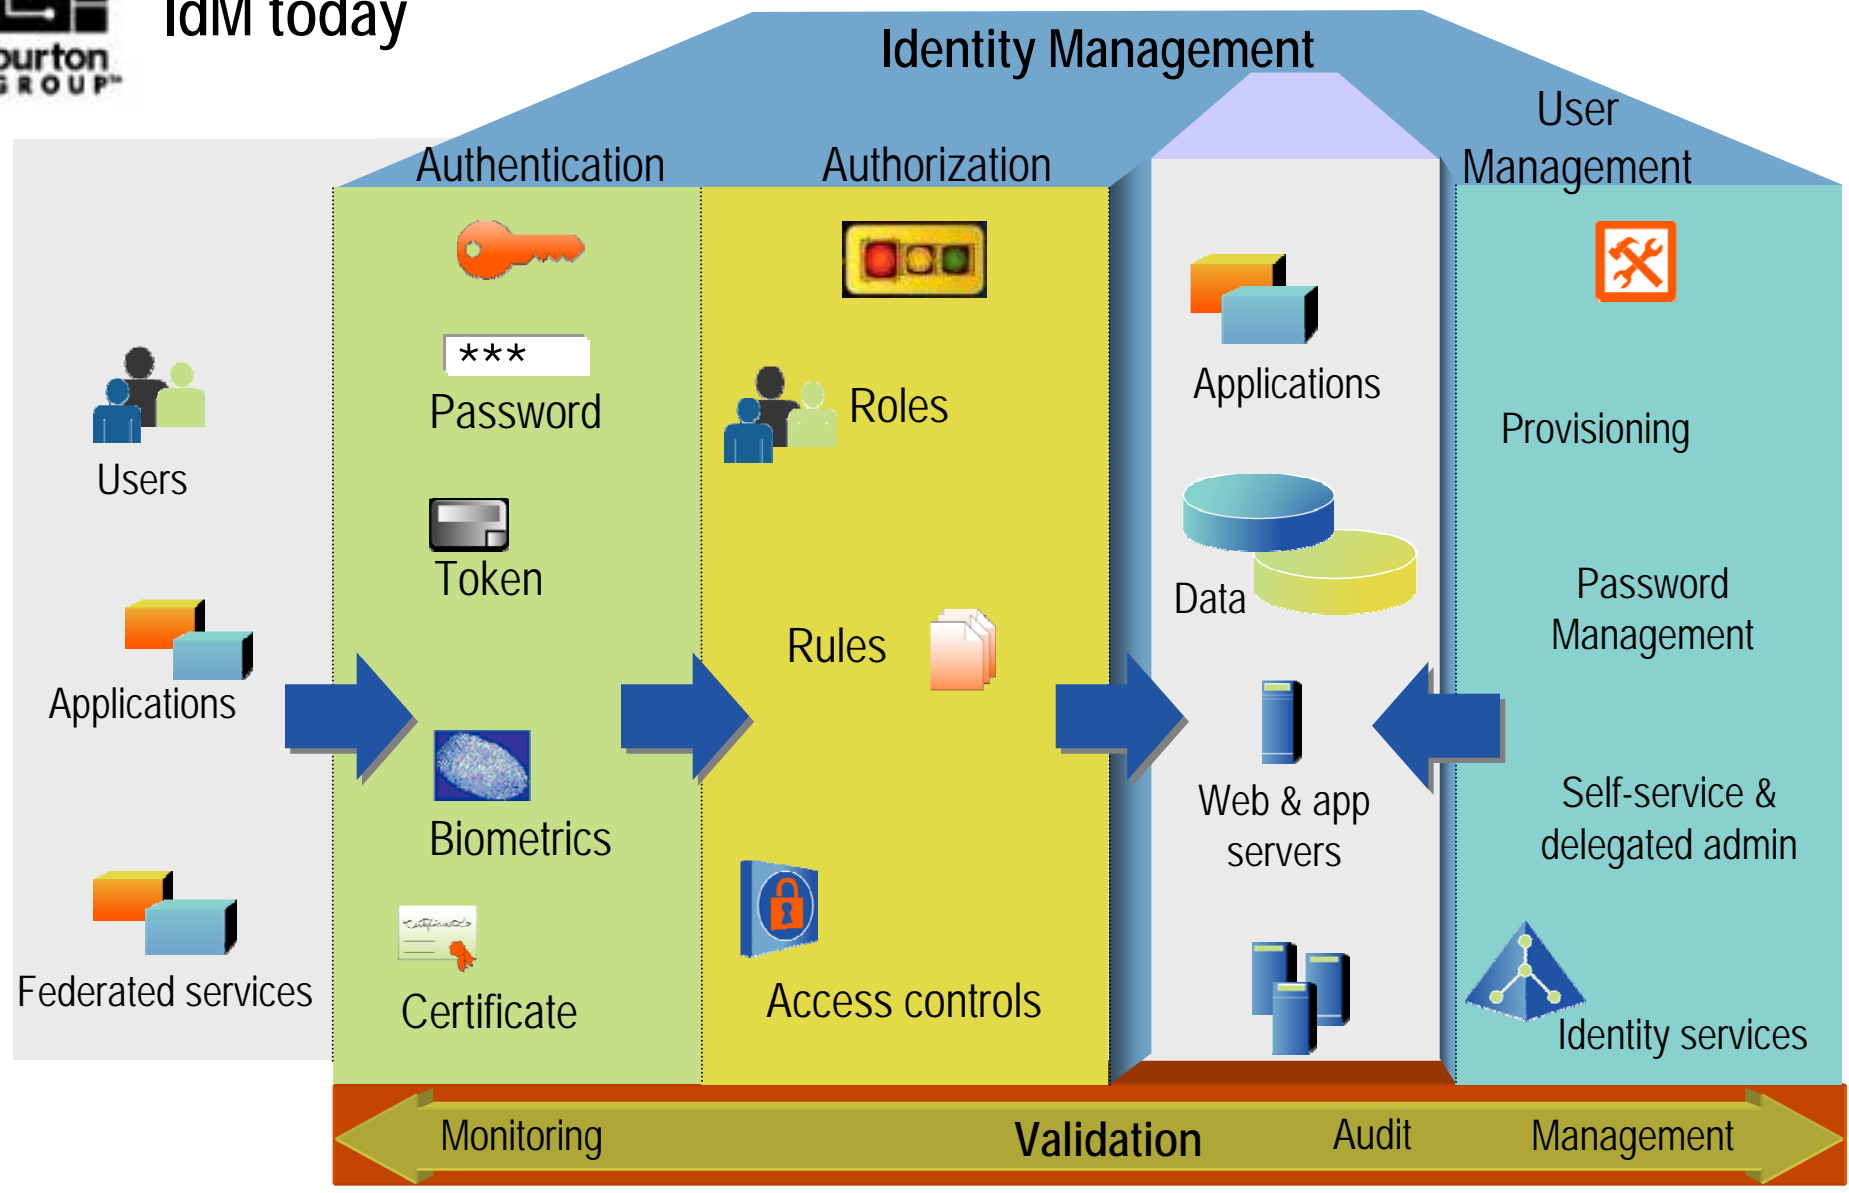 IdM today
burton
GROUP
Identity Management
User
Management
Authentication
Authorization
Users
Applications
Federated services
***
Password
Token
Biometrics
Certificate
Roles
Rules
Access controls
Applications
Data
Web & app
servers
Provisioning
Password
Management
Self-service &
delegated admin
Identity services
Monitoring
Validation
Audit
Management